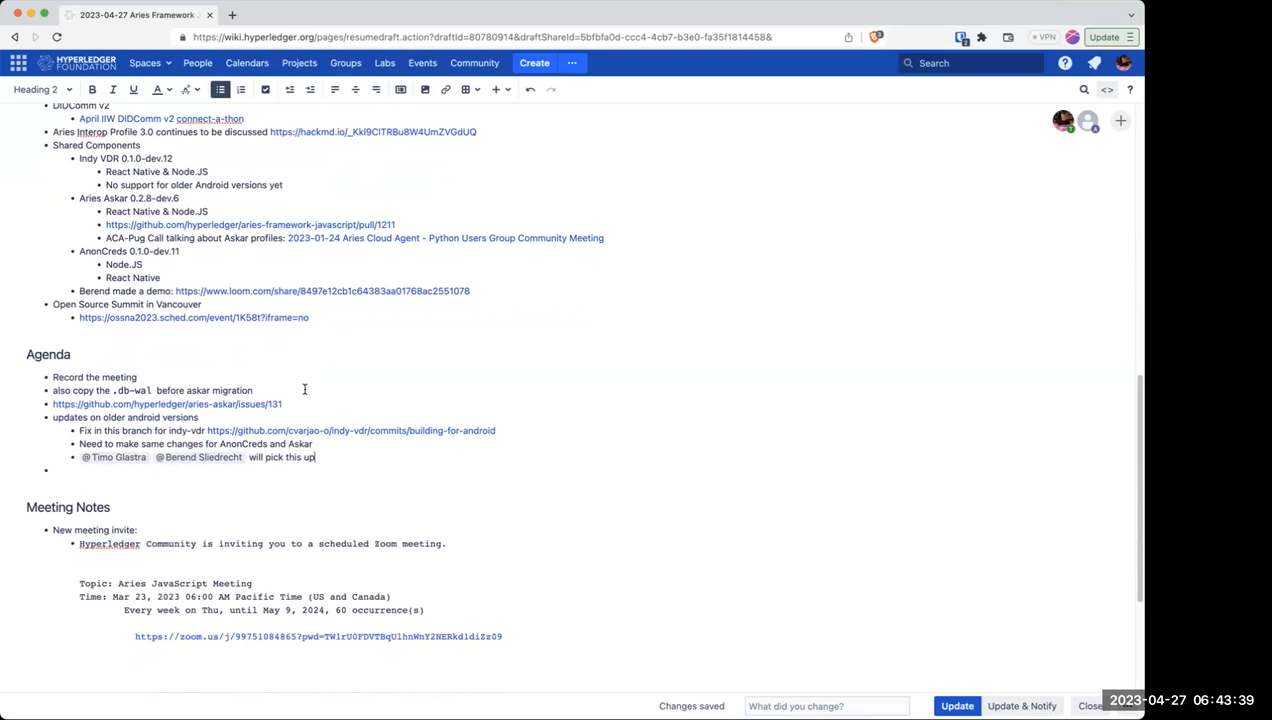 2023-04-27 Aries Framework J
https://wiki.hyperledger.org/pages/resumedraft.action?draftId=80780914&draftShareId=5bfbfa0d-ccc4-4cb7-b3e0-fa35f1814458&
VPN
Update
HYPERLEDGER FOUNDATION Spaces People Calendars Projects Groups Labs Events Community Create ... Search
Heading 2 B I U A
DIDComm v2
April IIW DIDComm v2 connect-a-thon
Aries Interop Profile 3.0 continues to be discussed https://hackmd.io/_KkI9ClTRBu8W4UmZVGdUQ
Shared Components
Indy VDR 0.1.0-dev.12
React Native & Node.JS
No support for older Android versions yet
Aries Askar 0.2.8-dev.6
React Native & Node.JS
https://github.com/hyperledger/aries-framework-javascript/pull/1211
ACA-Pug Call talking about Askar profiles: 2023-01-24 Aries Cloud Agent - Python Users Group Community Meeting
AnonCreds 0.1.0-dev.11
Node.JS
React Native
Berend made a demo: https://www.loom.com/share/8497e12cb1c64383aa01768ac2551078
Open Source Summit in Vancouver
https://ossna2023.sched.com/event/1K58t?iframe=no
Agenda
Record the meeting
also copy the .db-wal before askar migration
https://github.com/hyperledger/aries-askar/issues/131
updates on older android versions
Fix in this branch for indy-vdr https://github.com/cvarjao-o/indy-vdr/commits/building-for-android
Need to make same changes for AnonCreds and Askar
@Timo Glastra @Berend Sliedrecht will pick this up
Meeting Notes
New meeting invite:
Hyperledger Community is inviting you to a scheduled Zoom meeting.
Topic: Aries JavaScript Meeting
Time: Mar 23, 2023 06:00 AM Pacific Time (US and Canada)
Every week on Thu, until May 9, 2024, 60 occurrence(s)
https://zoom.us/j/99751084865?pwd=TW1rU0FDVTBqUlhnWnY2NERkd1diZz09
Changes saved What did you change? Update Update & Notify Close
2023-04-27 06:43:39